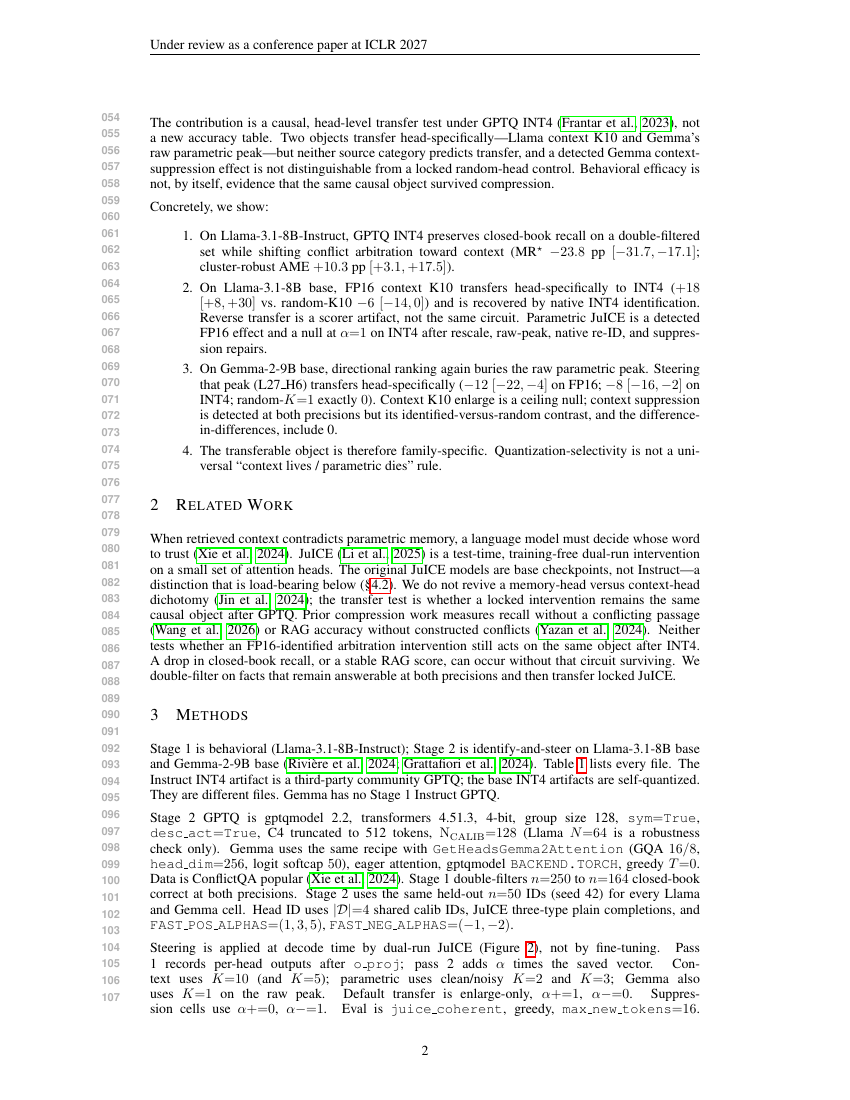 Under review as a conference paper at ICLR 2027
054
055
056
057
058
059
060
061
062
063
064
065
066
067
068
069
070
071
072
073
074
075
076
077
078
079
080
081
082
083
084
085
086
087
088
089
090
091
092
093
094
095
096
097
098
099
100
101
102
103
104
105
106
107
The contribution is a causal, head-level transfer test under GPTQ INT4 (Frantar et al., 2023), not
a new accuracy table. Two objects transfer head-specifically—Llama context K10 and Gemma's
raw parametric peak—but neither source category predicts transfer, and a detected Gemma context-
suppression effect is not distinguishable from a locked random-head control. Behavioral efficacy is
not, by itself, evidence that the same causal object survived compression.
Concretely, we show:
1. On Llama-3.1-8B-Instruct, GPTQ INT4 preserves closed-book recall on a double-filtered
set while shifting conflict arbitration toward context (MR⋆ −23.8 pp [−31.7, −17.1];
cluster-robust AME +10.3 pp [+3.1, +17.5]).
2. On Llama-3.1-8B base, FP16 context K10 transfers head-specifically to INT4 (+18
[+8, +30] vs. random-K10 −6 [−14, 0]) and is recovered by native INT4 identification.
Reverse transfer is a scorer artifact, not the same circuit. Parametric JuICE is a detected
FP16 effect and a null at α=1 on INT4 after rescale, raw-peak, native re-ID, and suppres-
sion repairs.
3. On Gemma-2-9B base, directional ranking again buries the raw parametric peak. Steering
that peak (L27_H6) transfers head-specifically (−12 [−22, −4] on FP16; −8 [−16, −2] on
INT4; random-K=1 exactly 0). Context K10 enlarge is a ceiling null; context suppression
is detected at both precisions but its identified-versus-random contrast, and the difference-
in-differences, include 0.
4. The transferable object is therefore family-specific. Quantization-selectivity is not a uni-
versal "context lives / parametric dies" rule.
2 RELATED WORK
When retrieved context contradicts parametric memory, a language model must decide whose word
to trust (Xie et al., 2024). JuICE (Li et al., 2025) is a test-time, training-free dual-run intervention
on a small set of attention heads. The original JuICE models are base checkpoints, not Instruct—a
distinction that is load-bearing below (§4.2). We do not revive a memory-head versus context-head
dichotomy (Jin et al., 2024); the transfer test is whether a locked intervention remains the same
causal object after GPTQ. Prior compression work measures recall without a conflicting passage
(Wang et al., 2026) or RAG accuracy without constructed conflicts (Yazan et al., 2024). Neither
tests whether an FP16-identified arbitration intervention still acts on the same object after INT4.
A drop in closed-book recall, or a stable RAG score, can occur without that circuit surviving. We
double-filter on facts that remain answerable at both precisions and then transfer locked JuICE.
3 METHODS
Stage 1 is behavioral (Llama-3.1-8B-Instruct); Stage 2 is identify-and-steer on Llama-3.1-8B base
and Gemma-2-9B base (Rivière et al., 2024; Grattafiori et al., 2024). Table 1 lists every file. The
Instruct INT4 artifact is a third-party community GPTQ; the base INT4 artifacts are self-quantized.
They are different files. Gemma has no Stage 1 Instruct GPTQ.
Stage 2 GPTQ is gptqmodel 2.2, transformers 4.51.3, 4-bit, group size 128, sym=True,
desc_act=True, C4 truncated to 512 tokens, NCALIB=128 (Llama N=64 is a robustness
check only). Gemma uses the same recipe with GetHeadsGemma2Attention (GQA 16/8,
head_dim=256, logit softcap 50), eager attention, gptqmodel BACKEND.TORCH, greedy T=0.
Data is ConflictQA popular (Xie et al., 2024). Stage 1 double-filters n=250 to n=164 closed-book
correct at both precisions. Stage 2 uses the same held-out n=50 IDs (seed 42) for every Llama
and Gemma cell. Head ID uses |D|=4 shared calib IDs, JuICE three-type plain completions, and
FAST_POS_ALPHAS=(1, 3, 5), FAST_NEG_ALPHAS=(−1, −2).
Steering is applied at decode time by dual-run JuICE (Figure 2), not by fine-tuning. Pass
1 records per-head outputs after o_proj; pass 2 adds α times the saved vector. Con-
text uses K=10 (and K=5); parametric uses clean/noisy K=2 and K=3; Gemma also
uses K=1 on the raw peak. Default transfer is enlarge-only, α+=1, α−=0. Suppres-
sion cells use α+=0, α−=1. Eval is juice_coherent, greedy, max_new_tokens=16.
2